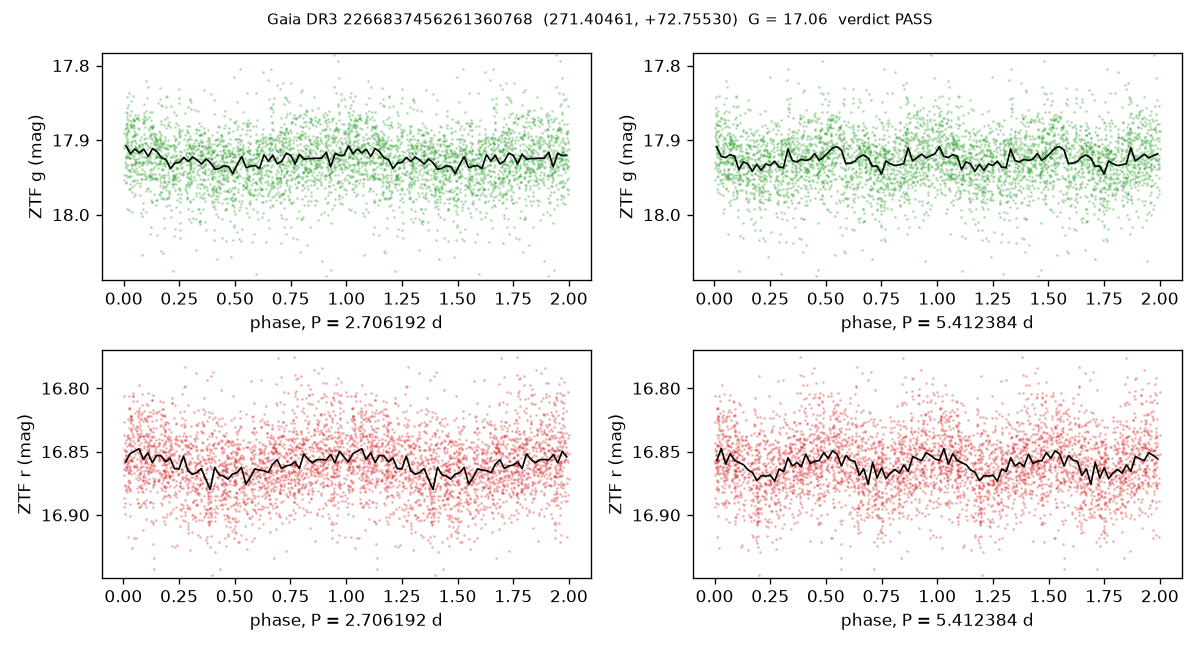 Gaia DR3 2266837456261360768 (271.40461, +72.75530) G = 17.06 verdict PASS
ZTF g (mag)
17.8
17.9
18.0
0.00 0.25 0.50 0.75 1.00 1.25 1.50 1.75 2.00
phase, P = 2.706192 d
ZTF g (mag)
17.8
17.9
18.0
0.00 0.25 0.50 0.75 1.00 1.25 1.50 1.75 2.00
phase, P = 5.412384 d
ZTF r (mag)
16.80
16.85
16.90
0.00 0.25 0.50 0.75 1.00 1.25 1.50 1.75 2.00
phase, P = 2.706192 d
ZTF r (mag)
16.80
16.85
16.90
0.00 0.25 0.50 0.75 1.00 1.25 1.50 1.75 2.00
phase, P = 5.412384 d